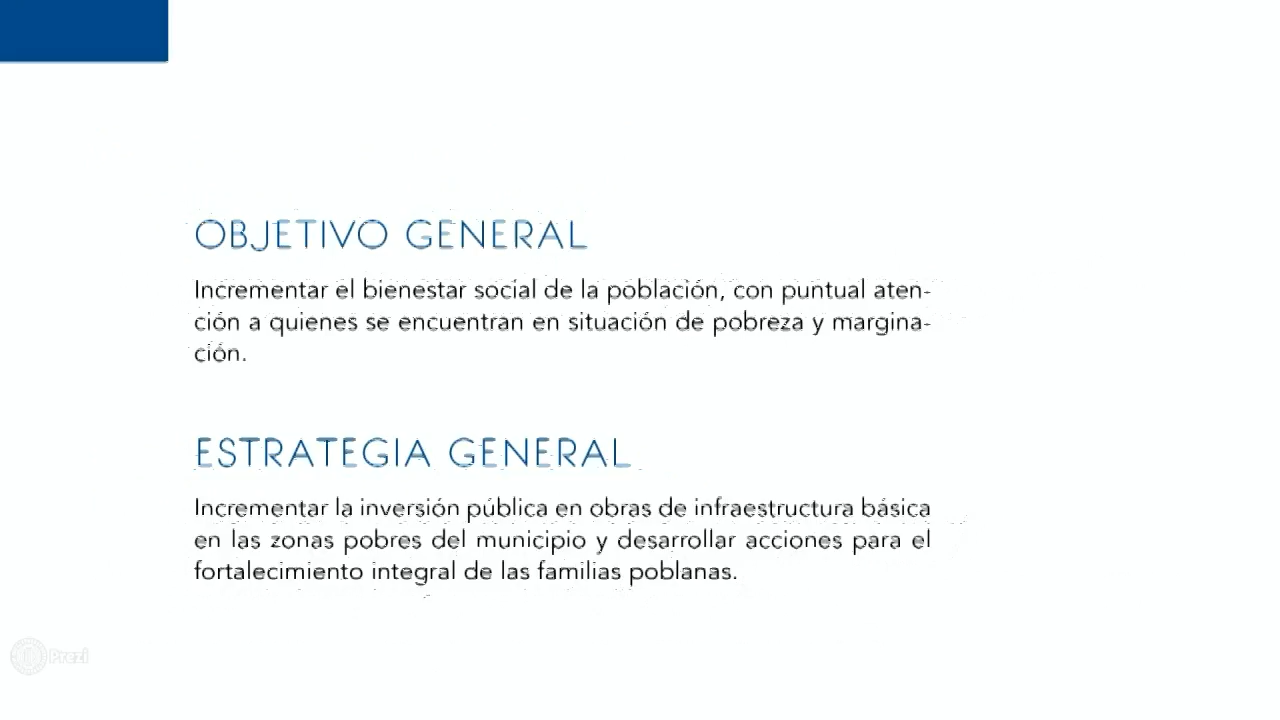 OBJETIVO GENERAL
Incrementar el bienestar social de la población, con puntual aten-
ción a quienes se encuentran en situación de pobreza y margina-
ción.
ESTRATEGIA GENERAL
Incrementar la inversión pública en obras de infraestructura básica
en las zonas pobres del municipio y desarrollar acciones para el
fortalecimiento integral de las familias poblanas.
Prezi